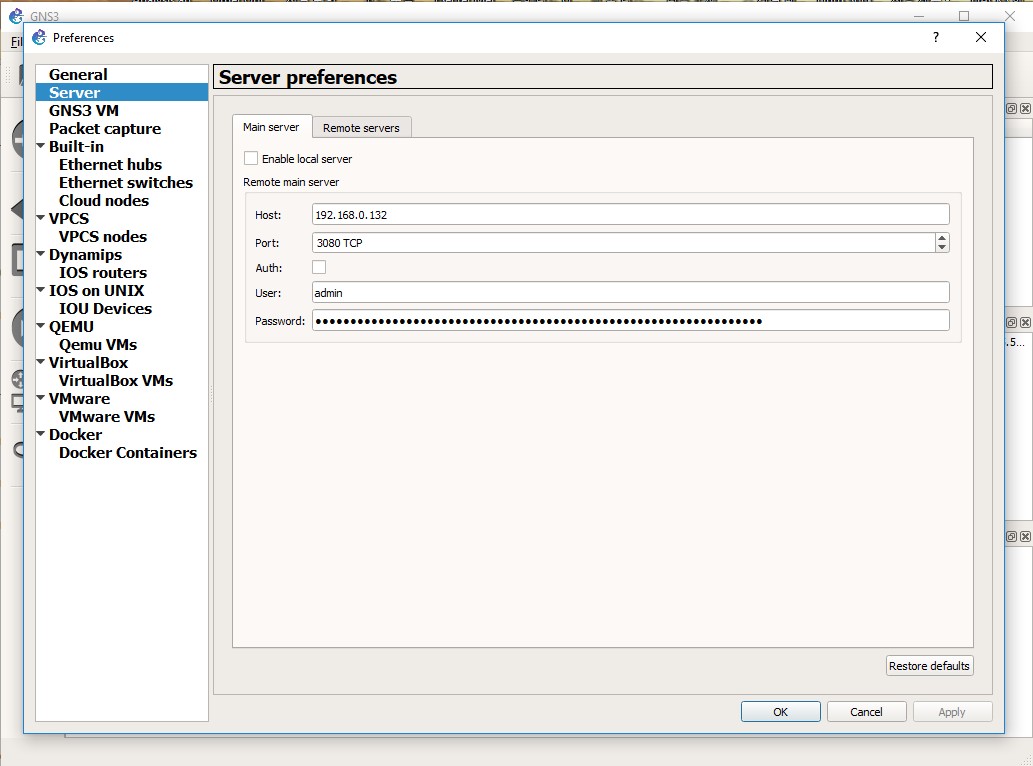 GNS3
Fil
Preferences
?
General
Server
GNS3 VM
Packet capture
Built-in
Ethernet hubs
Ethernet switches
Cloud nodes
VPCS
VPCS nodes
Dynamips
IOS routers
IOS on UNIX
IOU Devices
QEMU
Qemu VMs
VirtualBox
VirtualBox VMs
VMware
VMware VMs
Docker
Docker Containers
Server preferences
Main server
Remote servers
Enable local server
Remote main server
Host: 192.168.0.132
Port: 3080 TCP
Auth:
User: admin
Password: ●●●●●●●●●●●●●●●●●●●●●●●●●●●●●●●●●●●●●●●●●●●●●●●●●●●●●●●●●●●●●●●●
.5...
Restore defaults
OK
Cancel
Apply